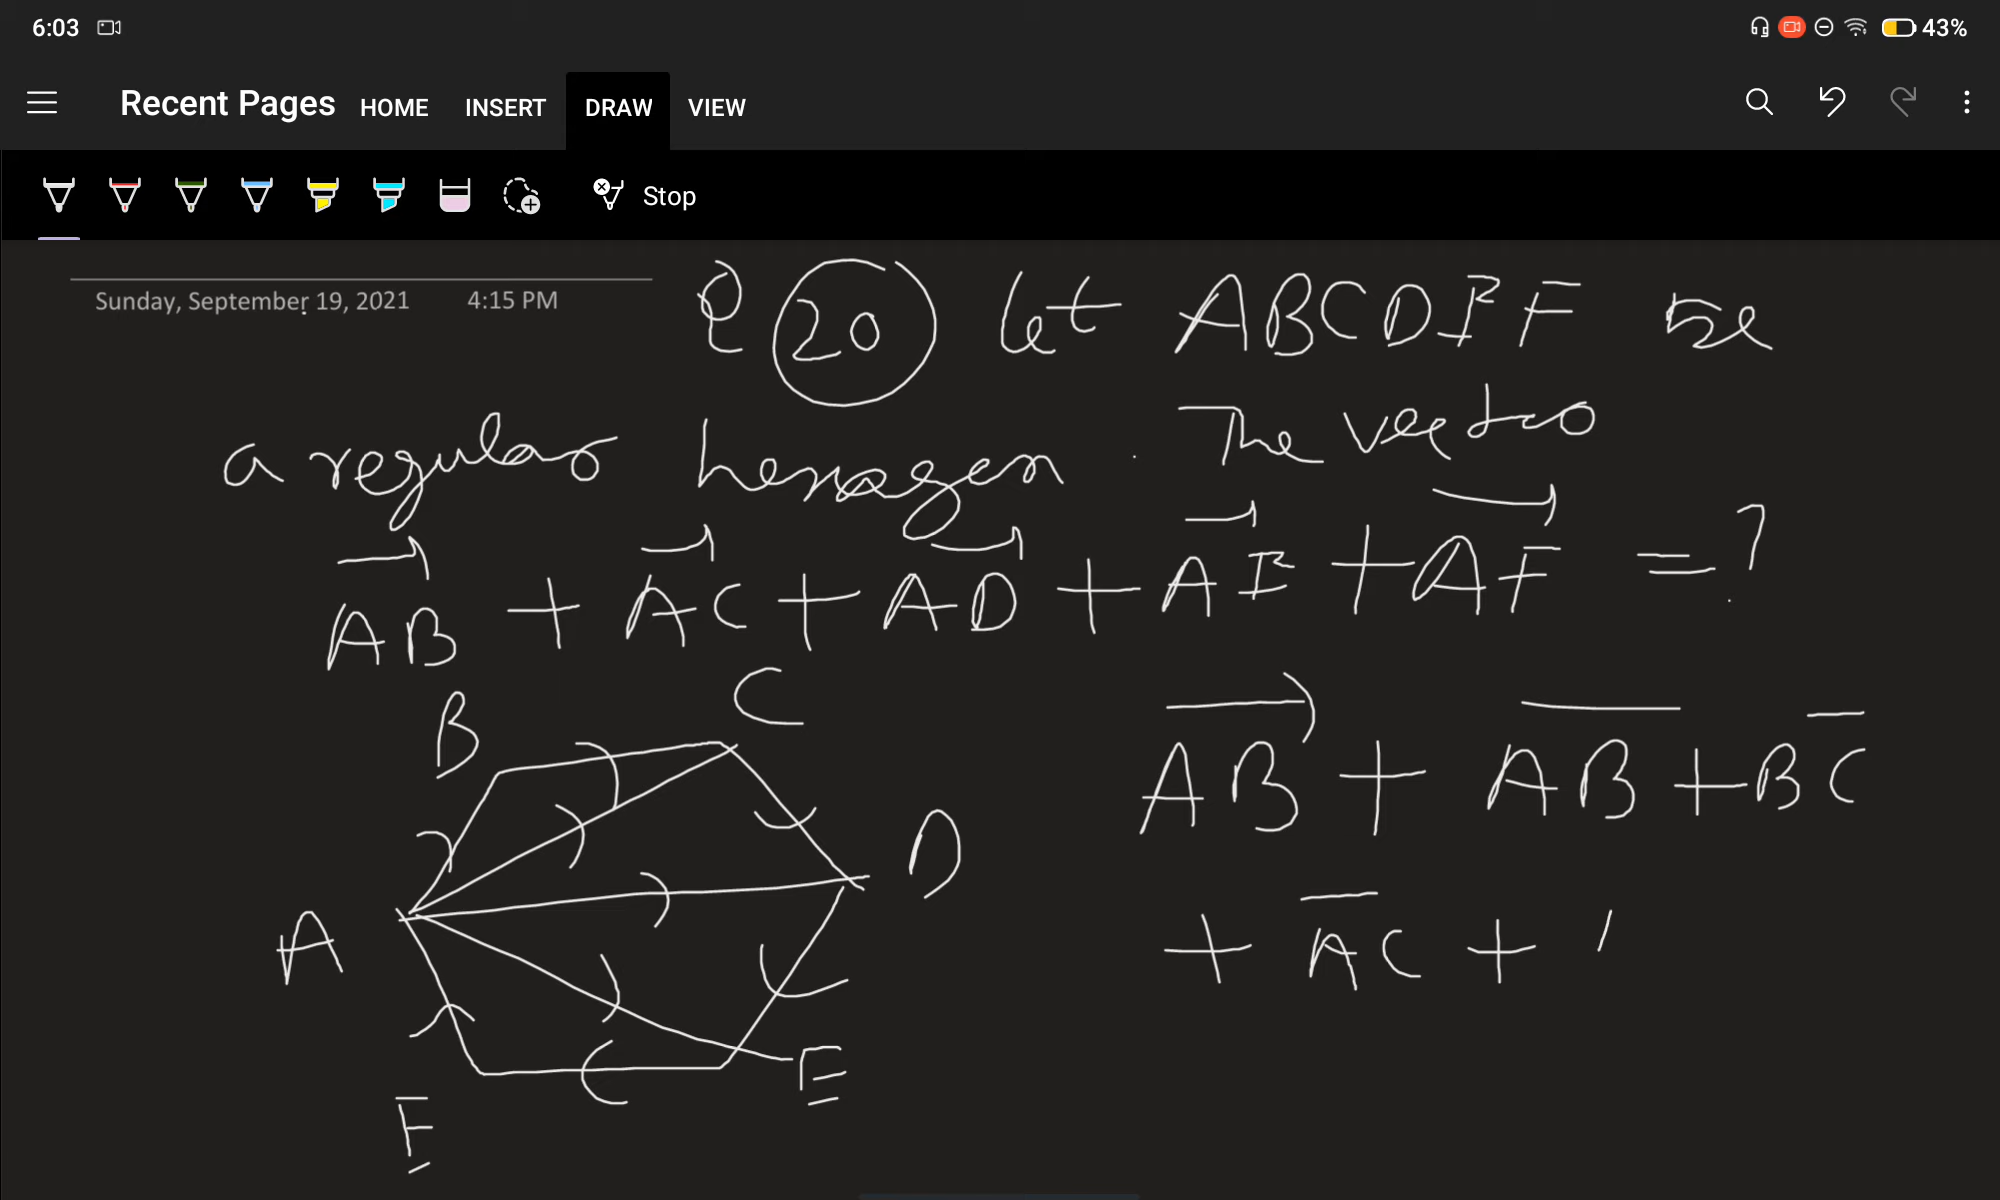 6:03 43%
Recent Pages HOME INSERT DRAW VIEW
Stop
Sunday, September 19, 2021 4:15 PM
Q 20 let ABCDEF be
a regular hexagon. The vector
AB + AC + AD + AE + AF = ?
B
C
D
A
E
F
AB + AB + BC
+ AC +